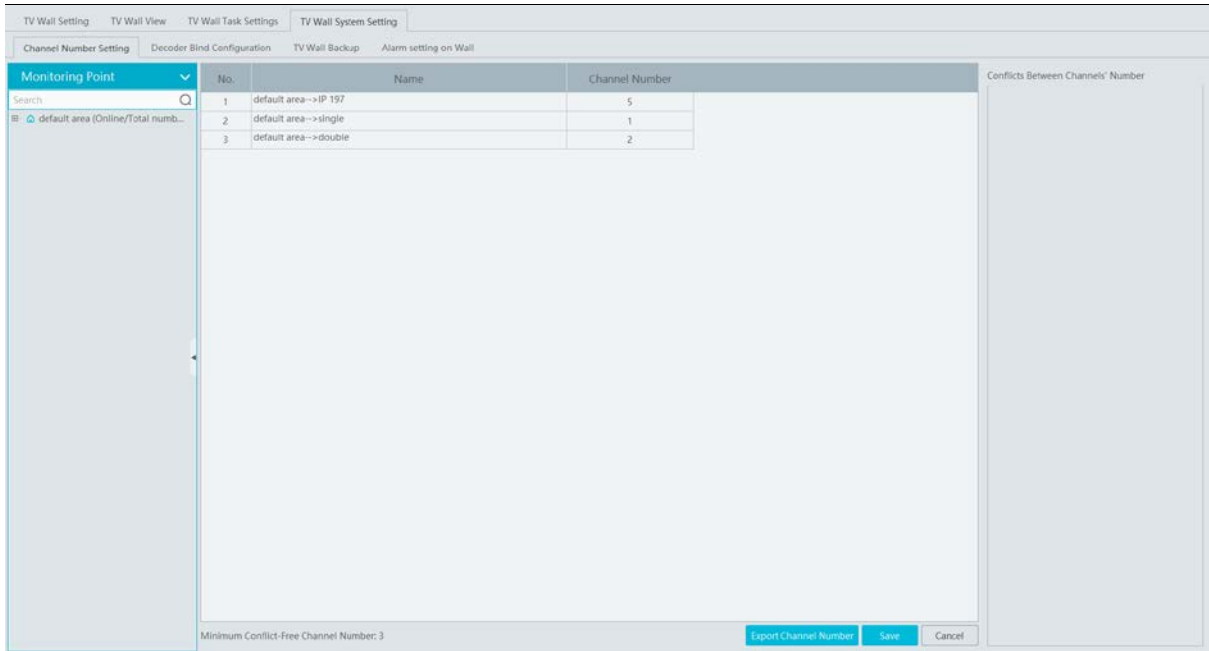 TV Wall Setting TV Wall View TV Wall Task Settings TV Wall System Setting
Channel Number Setting Decoder Bind Configuration TV Wall Backup Alarm setting on Wall
Monitoring Point
Search
default area (Online/Total numb...
No. Name Channel Number
1 default area-->IP 197 5
2 default area-->single 1
3 default area-->double 2
Conflicts Between Channels' Number
Minimum Conflict-Free Channel Number: 3
Export Channel Number Save Cancel